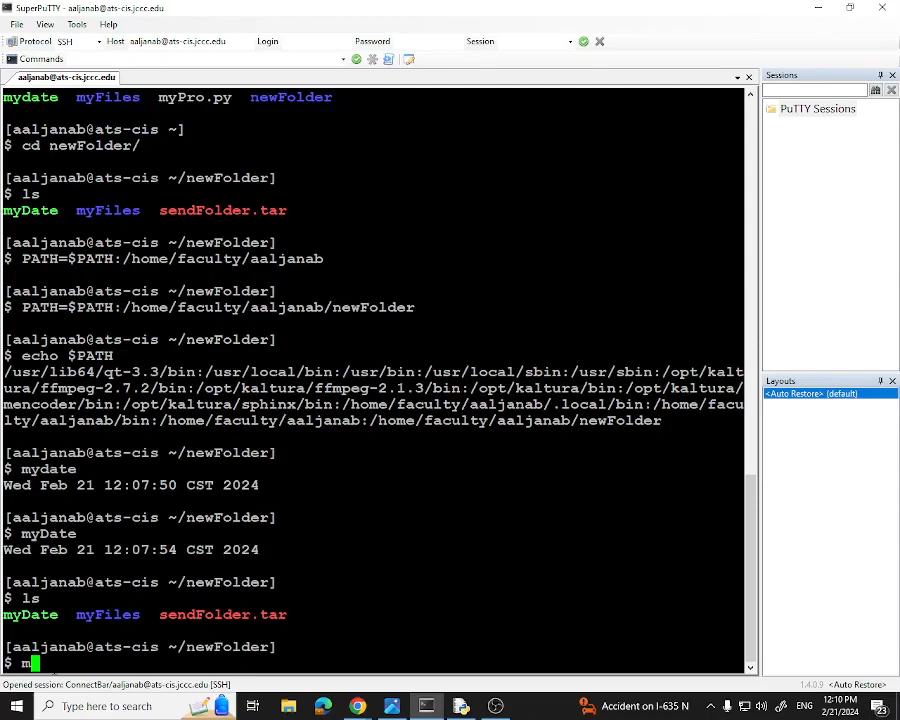 SuperPuTTY - aaljanab@ats-cis.jccc.edu
File View Tools Help
Protocol SSH Host aaljanab@ats-cis.jccc.edu Login Password Session
Commands
aaljanab@ats-cis.jccc.edu
mydate myFiles myPro.py newFolder
[aaljanab@ats-cis ~]
$ cd newFolder/
[aaljanab@ats-cis ~/newFolder]
$ ls
myDate myFiles sendFolder.tar
[aaljanab@ats-cis ~/newFolder]
$ PATH=$PATH:/home/faculty/aaljanab
[aaljanab@ats-cis ~/newFolder]
$ PATH=$PATH:/home/faculty/aaljanab/newFolder
[aaljanab@ats-cis ~/newFolder]
$ echo $PATH
/usr/lib64/qt-3.3/bin:/usr/local/bin:/usr/bin:/usr/local/sbin:/usr/sbin:/opt/kalt
ura/ffmpeg-2.7.2/bin:/opt/kaltura/ffmpeg-2.1.3/bin:/opt/kaltura/bin:/opt/kaltura/
mencoder/bin:/opt/kaltura/sphinx/bin:/home/faculty/aaljanab/.local/bin:/home/facu
lty/aaljanab/bin:/home/faculty/aaljanab:/home/faculty/aaljanab/newFolder
[aaljanab@ats-cis ~/newFolder]
$ mydate
Wed Feb 21 12:07:50 CST 2024
[aaljanab@ats-cis ~/newFolder]
$ myDate
Wed Feb 21 12:07:54 CST 2024
[aaljanab@ats-cis ~/newFolder]
$ ls
myDate myFiles sendFolder.tar
[aaljanab@ats-cis ~/newFolder]
$ m
Sessions
PuTTY Sessions
Layouts
<Auto Restore> (default)
Opened session: ConnectBar/aaljanab@ats-cis.jccc.edu [SSH]
1.4.0.9 <Auto Restore>
Type here to search
Accident on I-635 N
ENG
12:10 PM
2/21/2024
23